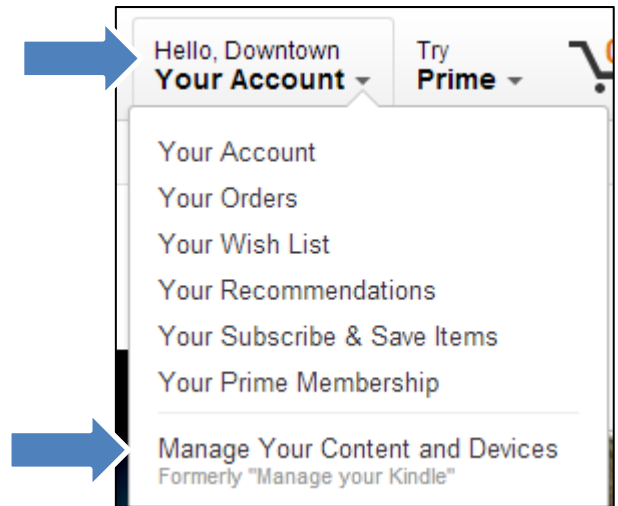 Hello, Downtown
Your Account
Try
Prime
Your Account
Your Orders
Your Wish List
Your Recommendations
Your Subscribe & Save Items
Your Prime Membership
Manage Your Content and Devices
Formerly "Manage your Kindle"